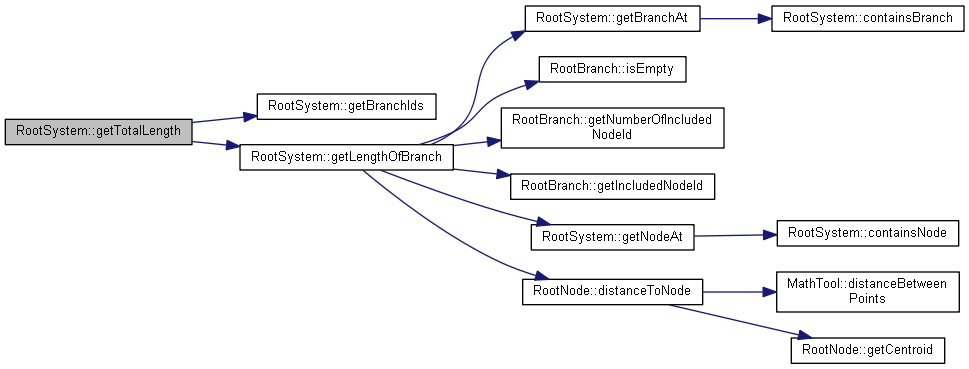 RootSystem::getTotalLength
RootSystem::getBranchIds
RootSystem::getLengthOfBranch
RootSystem::getBranchAt
RootBranch::isEmpty
RootBranch::getNumberOfIncluded
NodeId
RootBranch::getIncludedNodeId
RootSystem::getNodeAt
RootNode::distanceToNode
RootSystem::containsBranch
RootSystem::containsNode
MathTool::distanceBetween
Points
RootNode::getCentroid